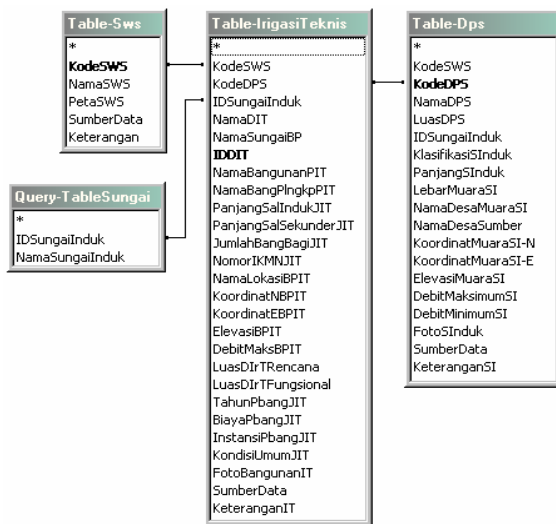 Table-Sws
*
KodeSWS
NamaSWS
PetaSWS
SumberData
Keterangan
Query-TableSungai
*
IDSungaiInduk
NamaSungaiInduk
Table-IrigasiTeknis
*
KodeSWS
KodeDPS
IDSungaiInduk
NamaDIT
NamaSungaiBP
IDDIT
NamaBangunanPIT
NamaBangPlngkpPIT
PanjangSalIndukJIT
PanjangSalSekunderJIT
JumlahBangBagiJIT
NomorIKMNJIT
NamaLokasiBPIT
KoordinatNBPIT
KoordinatEBPIT
ElevasiBPIT
DebitMaksBPIT
LuasDIrTRencana
LuasDIrTFungsional
TahunPbangJIT
BiayaPbangJIT
InstansiPbangJIT
KondisiUmumJIT
FotoBangunanIT
SumberData
KeteranganIT
Table-Dps
*
KodeSWS
KodeDPS
NamaDPS
LuasDPS
IDSungaiInduk
KlasifikasiSInduk
PanjangSInduk
LebarMuaraSI
NamaDesaMuaraSI
NamaDesaSumber
KoordinatMuaraSI-N
KoordinatMuaraSI-E
ElevasiMuaraSI
DebitMaksimumSI
DebitMinimumSI
FotoSInduk
SumberData
KeteranganSI